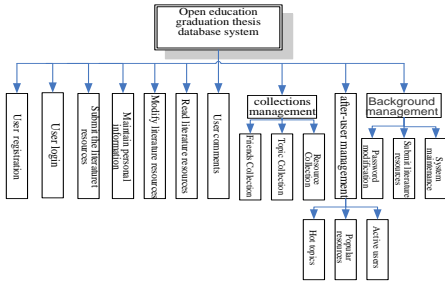 Open education
graduation thesis
database system
User registration
User login
Submit the literaturet
resources
Maintain personal
information
Modify literature resources
Read literature resources
User comments
collections
management
after-user management
Background
management
Friends Collection
Topic Collection
Resource
Collection
Password
modification
Submit literature
resources
System
maintenance
Hot topics
Popular
resources
Active users